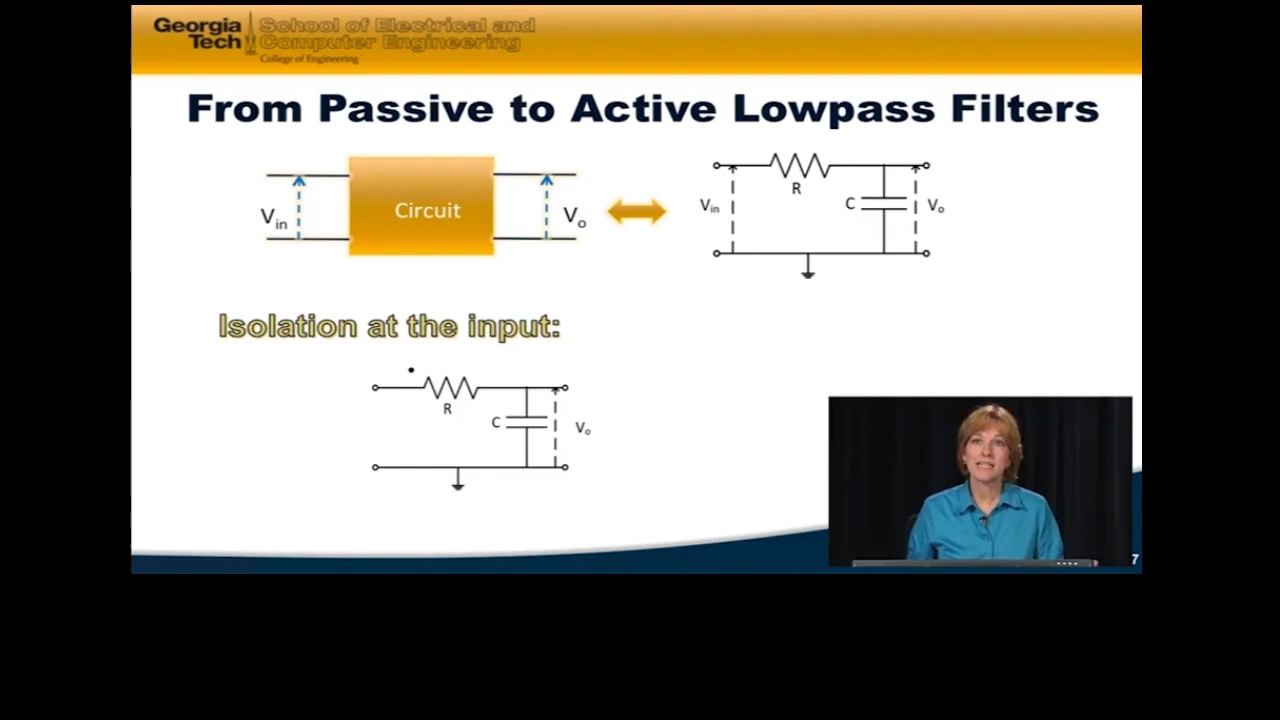 Georgia Tech
School of Electrical and Computer Engineering
College of Engineering
From Passive to Active Lowpass Filters
Vin
Circuit
Vo
Vin
R
C
Vo
Isolation at the input:
R
C
Vo
7